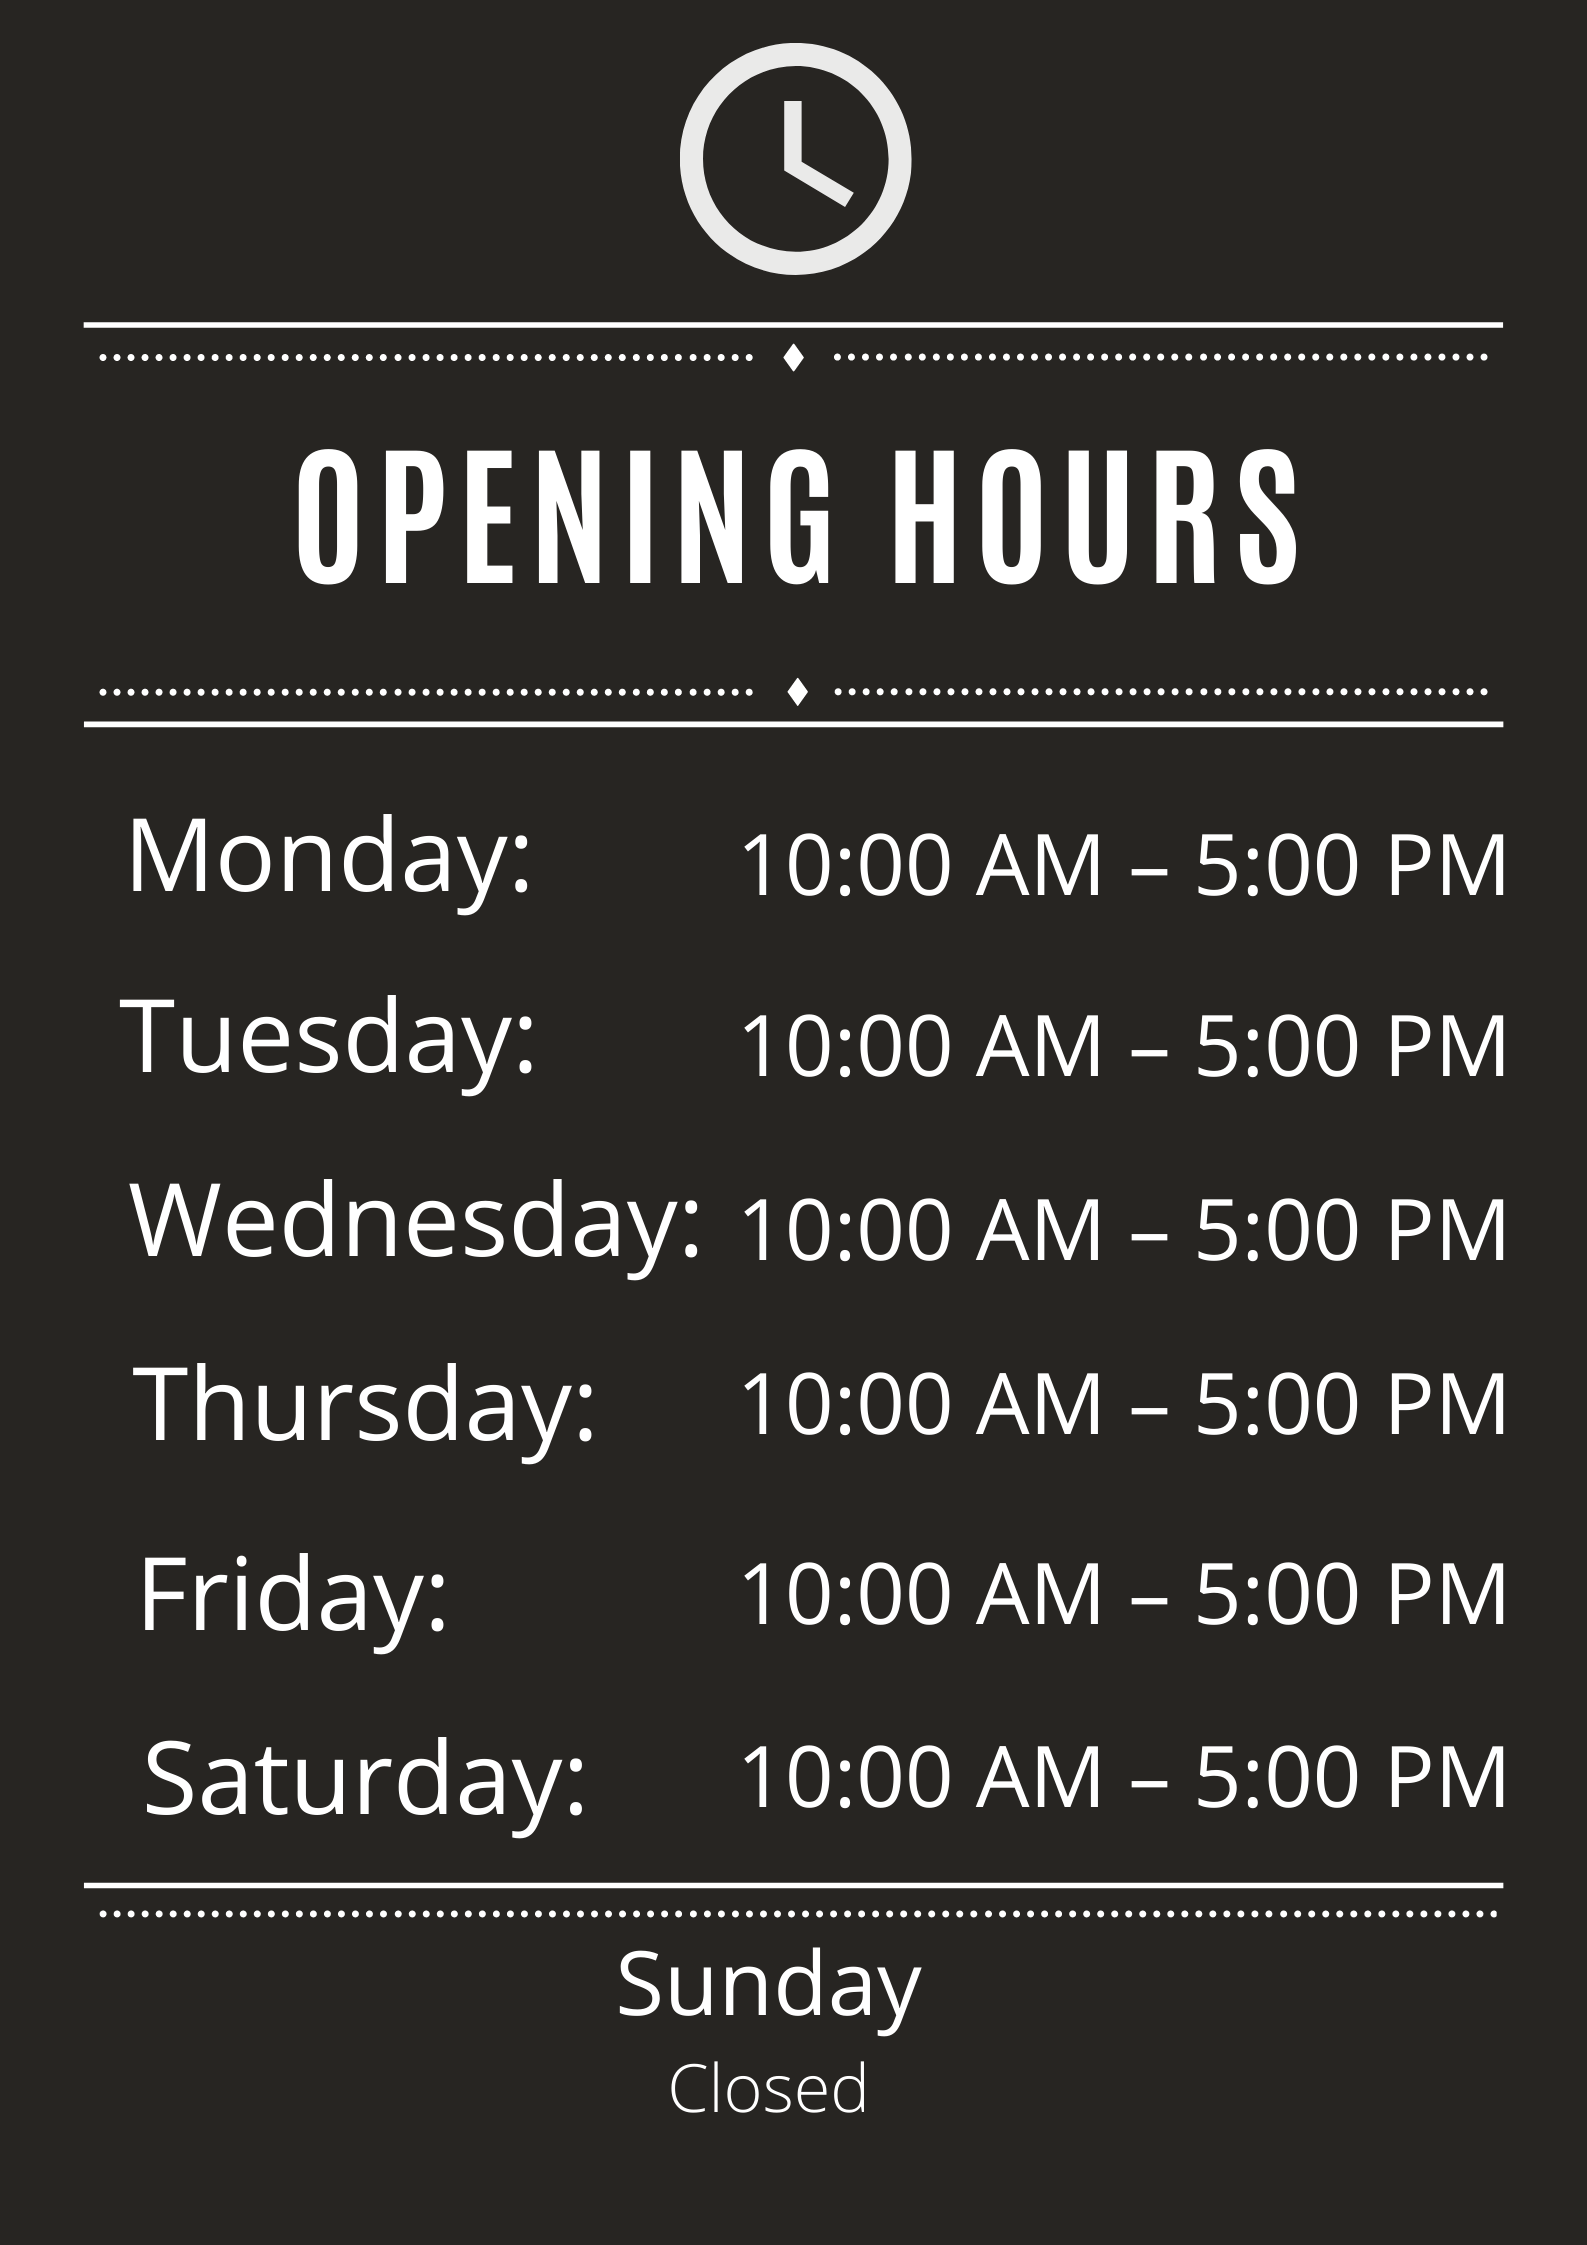 OPENING HOURS
Monday: 10:00 AM – 5:00 PM
Tuesday: 10:00 AM – 5:00 PM
Wednesday: 10:00 AM – 5:00 PM
Thursday: 10:00 AM – 5:00 PM
Friday: 10:00 AM – 5:00 PM
Saturday: 10:00 AM – 5:00 PM
Sunday
Closed